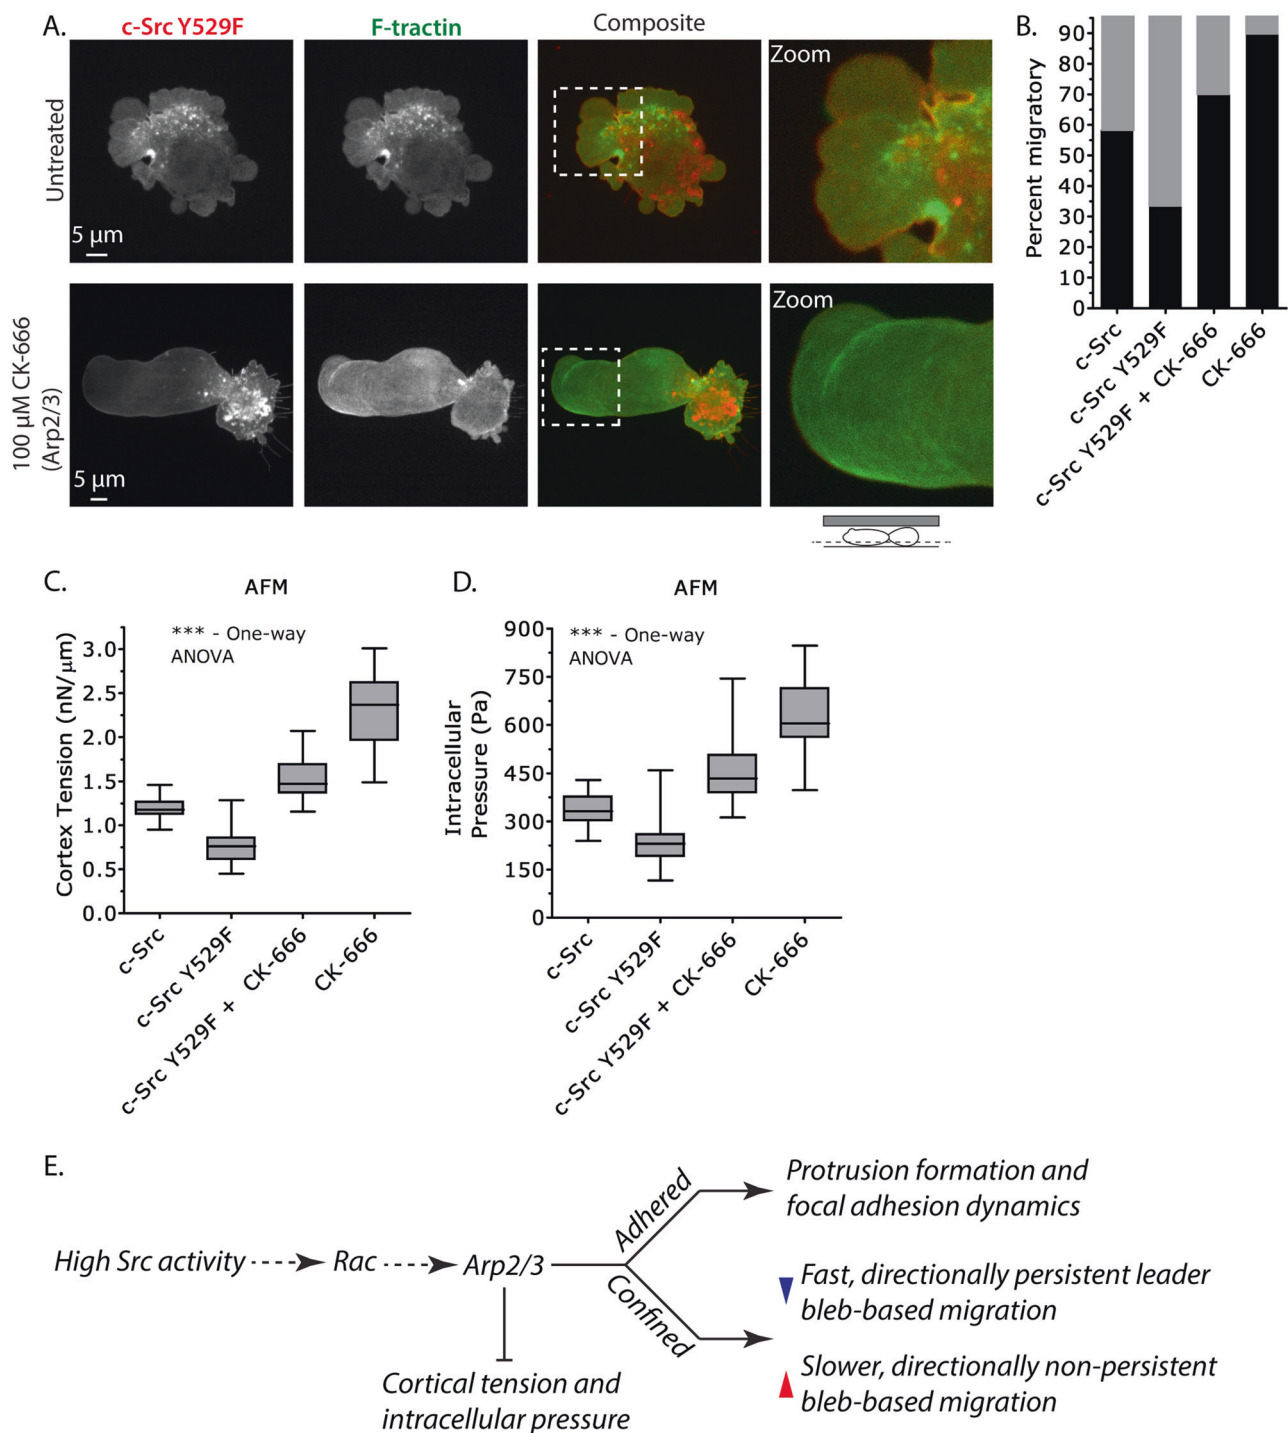 A.
c-Src Y529F
F-tractin
Composite
Untreated
5 µm
Zoom
100 µM CK-666
(Arp2/3)
5 µm
Zoom
B.
Percent migratory
90
80
70
60
50
40
30
20
10
0
c-Src
c-Src Y529F
c-Src Y529F + CK-666
CK-666
C.
AFM
*** - One-way
ANOVA
Cortex Tension (nN/µm)
3.0
2.5
2.0
1.5
1.0
0.5
0.0
c-Src
c-Src Y529F
c-Src Y529F + CK-666
CK-666
D.
AFM
*** - One-way
ANOVA
Intracellular
Pressure (Pa)
900
750
600
450
300
150
0
c-Src
c-Src Y529F
c-Src Y529F + CK-666
CK-666
E.
High Src activity
Rac
Arp2/3
Cortical tension and
intracellular pressure
Adhered
Confined
Protrusion formation and
focal adhesion dynamics
Fast, directionally persistent leader
bleb-based migration
Slower, directionally non-persistent
bleb-based migration